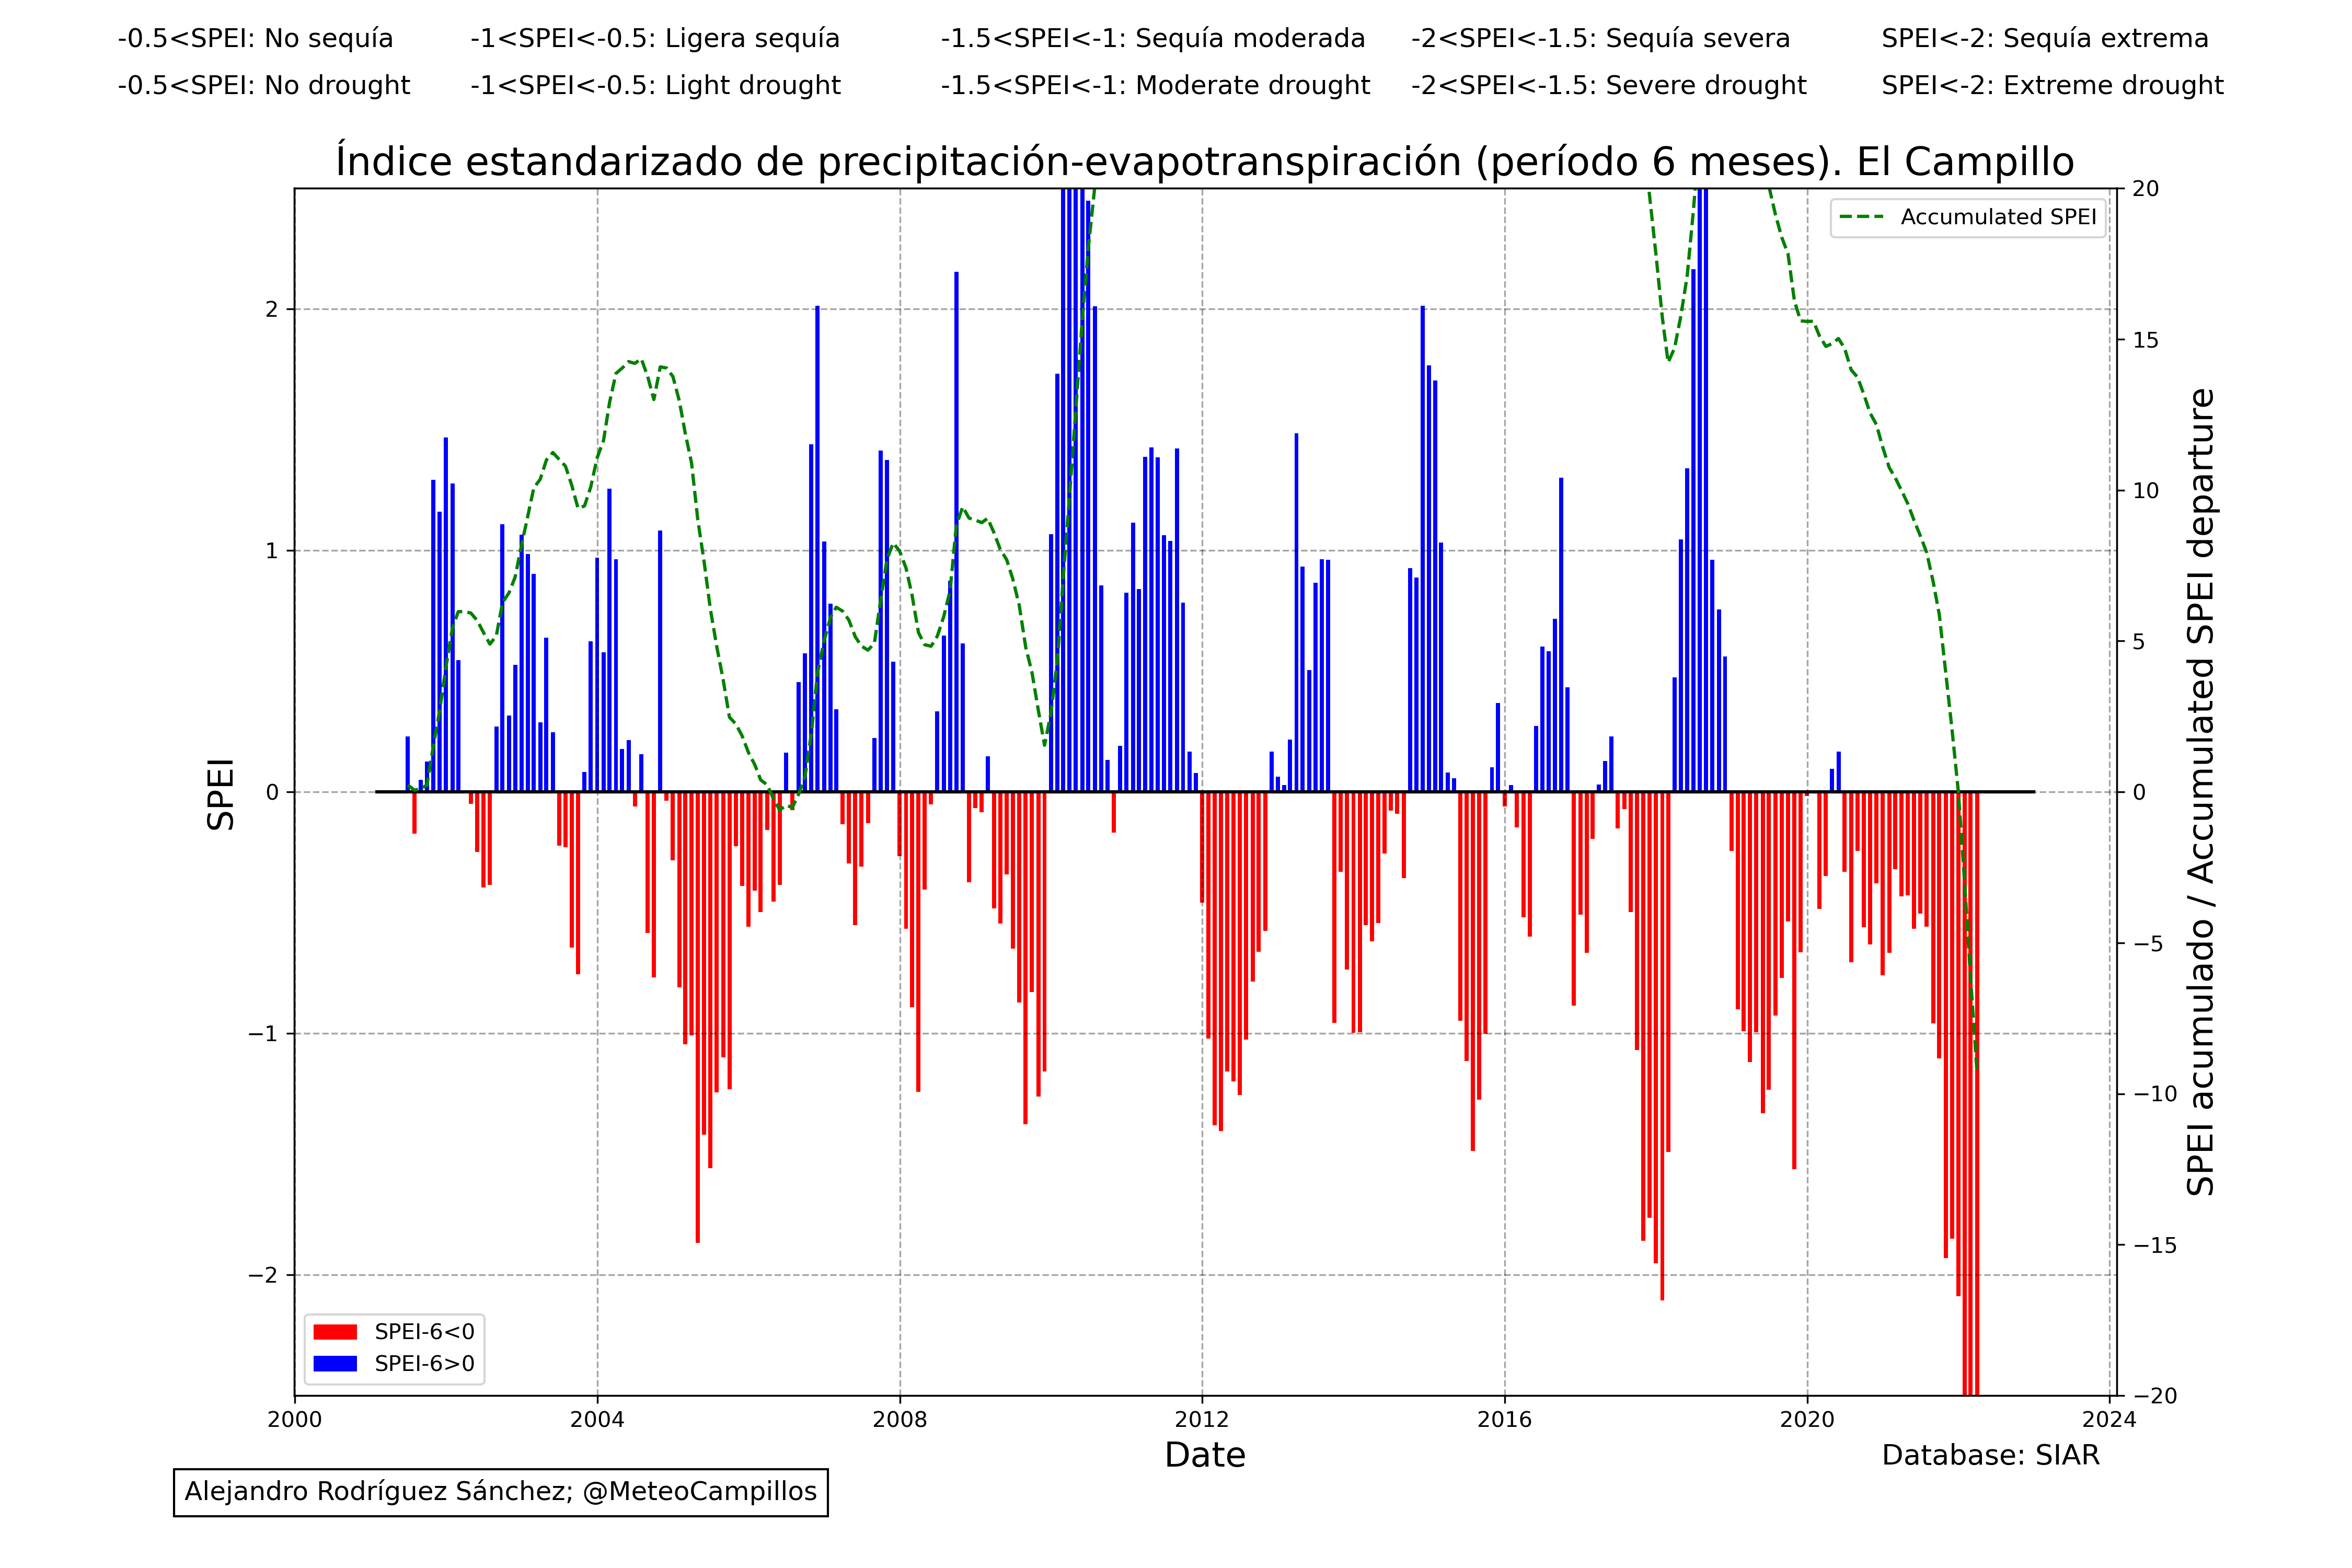 -0.5<SPEI: No sequía -1<SPEI<-0.5: Ligera sequía -1.5<SPEI<-1: Sequía moderada -2<SPEI<-1.5: Sequía severa SPEI<-2: Sequía extrema
-0.5<SPEI: No drought -1<SPEI<-0.5: Light drought -1.5<SPEI<-1: Moderate drought -2<SPEI<-1.5: Severe drought SPEI<-2: Extreme drought
Índice estandarizado de precipitación-evapotranspiración (período 6 meses). El Campillo
Accumulated SPEI
SPEI
2
1
0
−1
−2
20
15
10
5
0
−5
−10
−15
−20
SPEI acumulado / Accumulated SPEI departure
SPEI-6<0
SPEI-6>0
2000 2004 2008 2012 2016 2020 2024
Date
Database: SIAR
Alejandro Rodríguez Sánchez; @MeteoCampillos